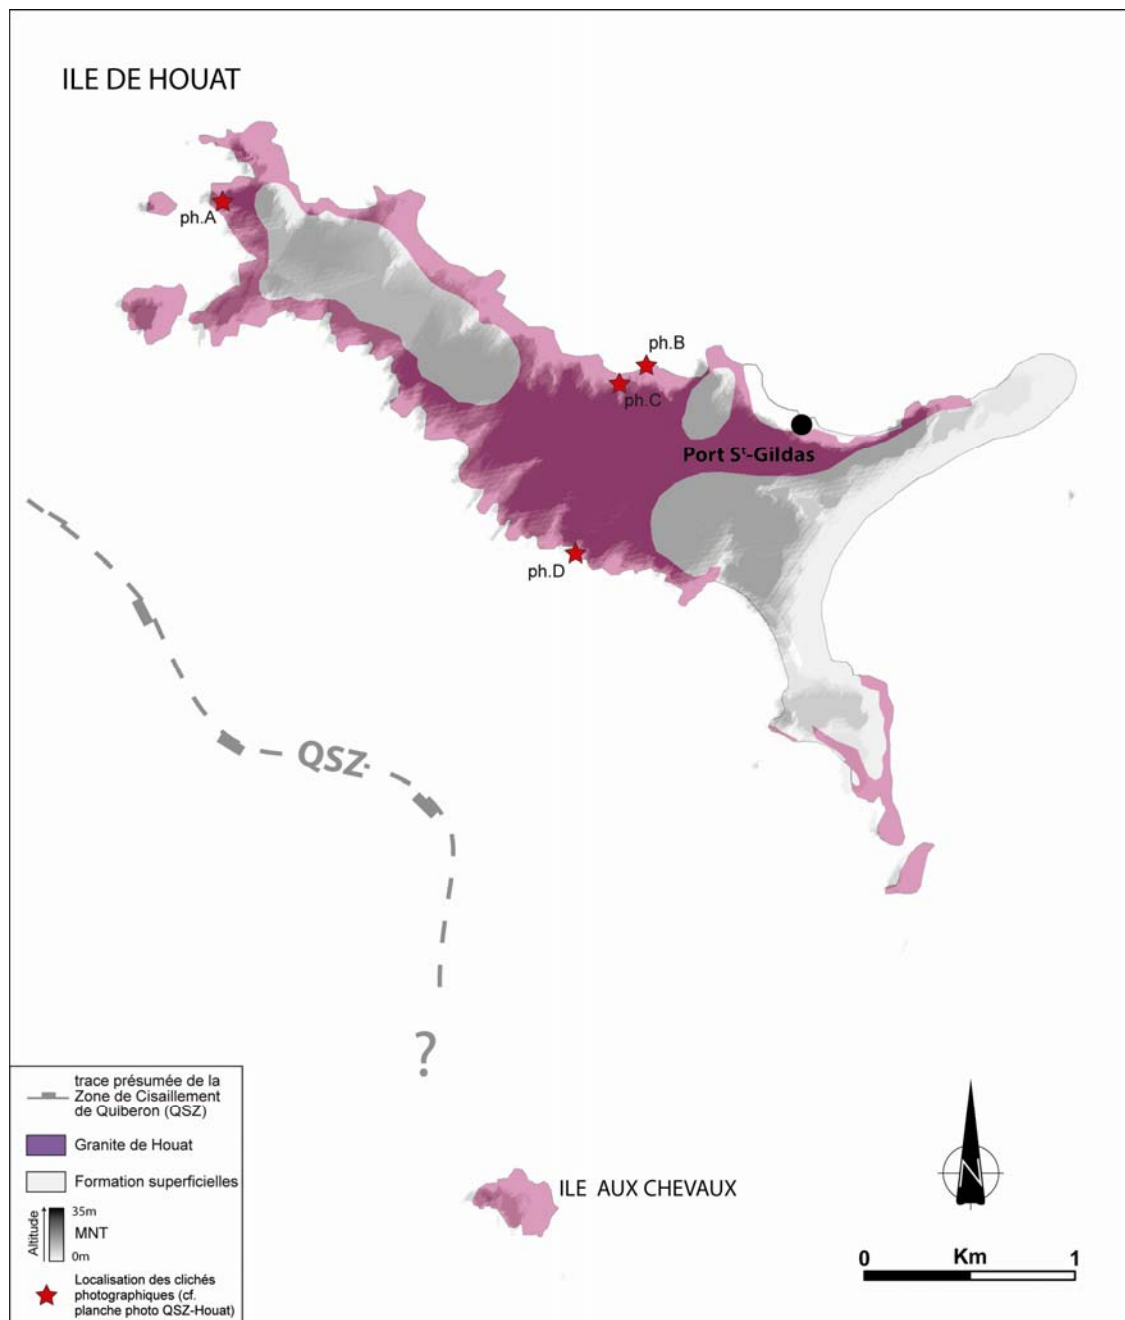 ILE DE HOUAT
ph.A
ph.B
ph.C
Port Sᵗ-Gildas
ph.D
QSZ
?
trace présumée de la
Zone de Cisaillement
de Quiberon (QSZ)
Granite de Houat
Formation superficielles
Altitude
35m
MNT
0m
Localisation des clichés
photographiques (cf.
planche photo QSZ-Houat)
ILE AUX CHEVAUX
N
0 Km 1